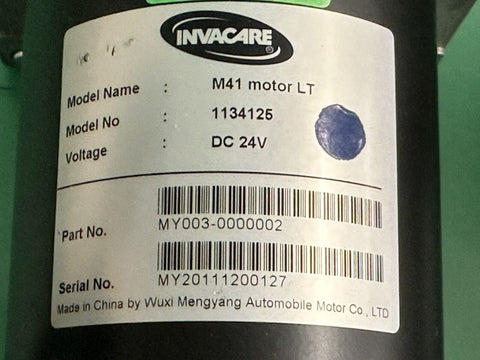 INVACARE
Model Name : M41 motor LT
Model No : 1134125
Voltage : DC 24V
Part No. MY003-0000002
Serial No. MY20111200127
Made in China by Wuxi Mengyang Automobile Motor Co., LTD